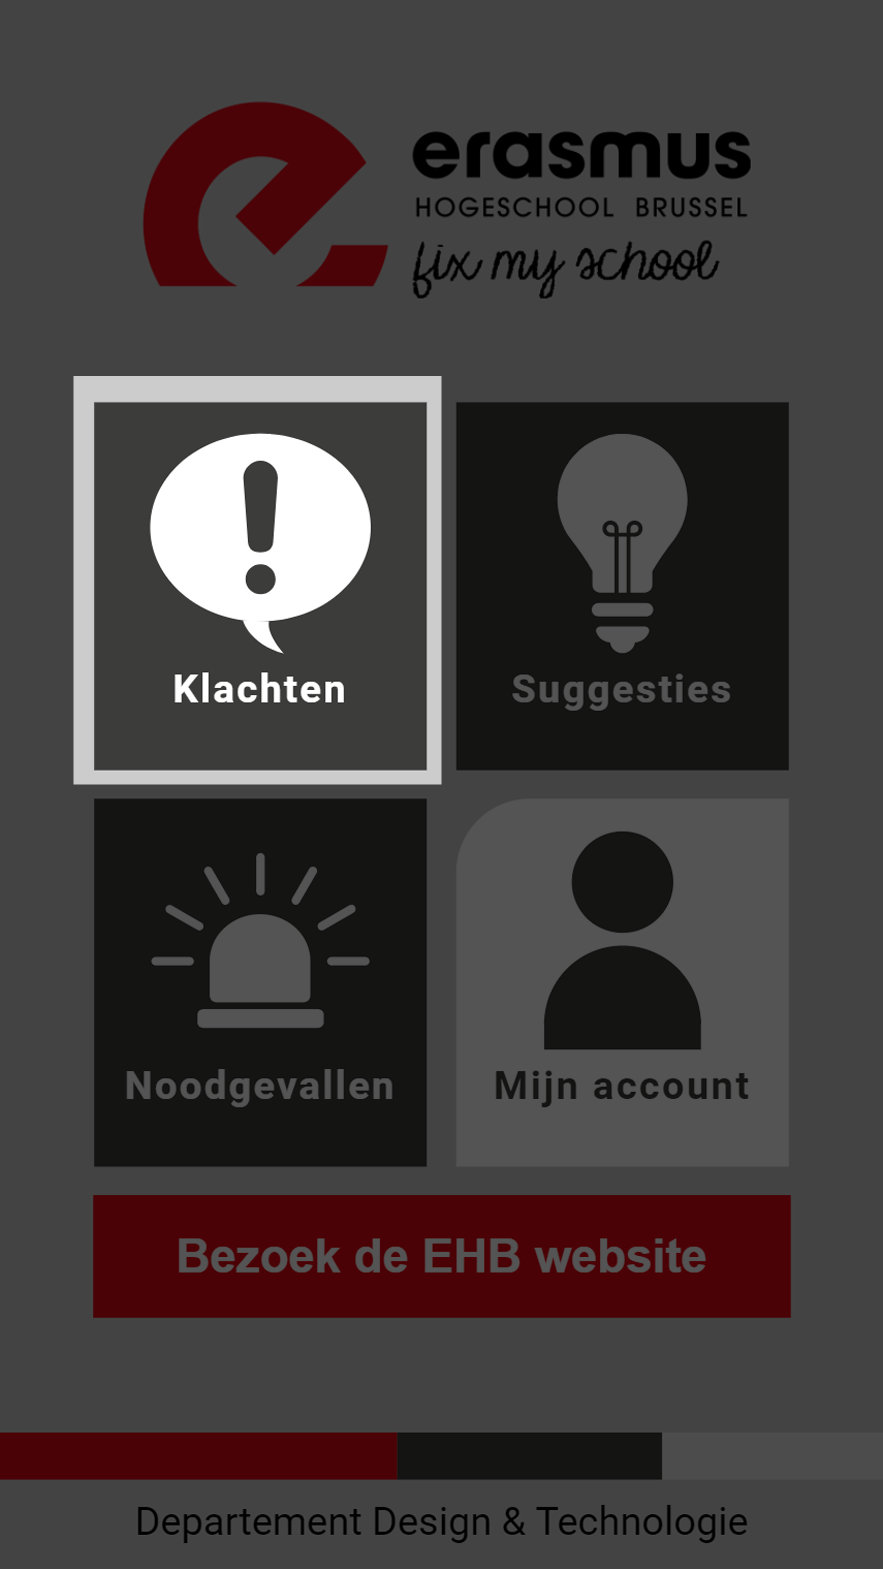 erasmus
HOGESCHOOL BRUSSEL
fix my school
Klachten
Suggesties
Noodgevallen
Mijn account
Bezoek de EHB website
Departement Design & Technologie